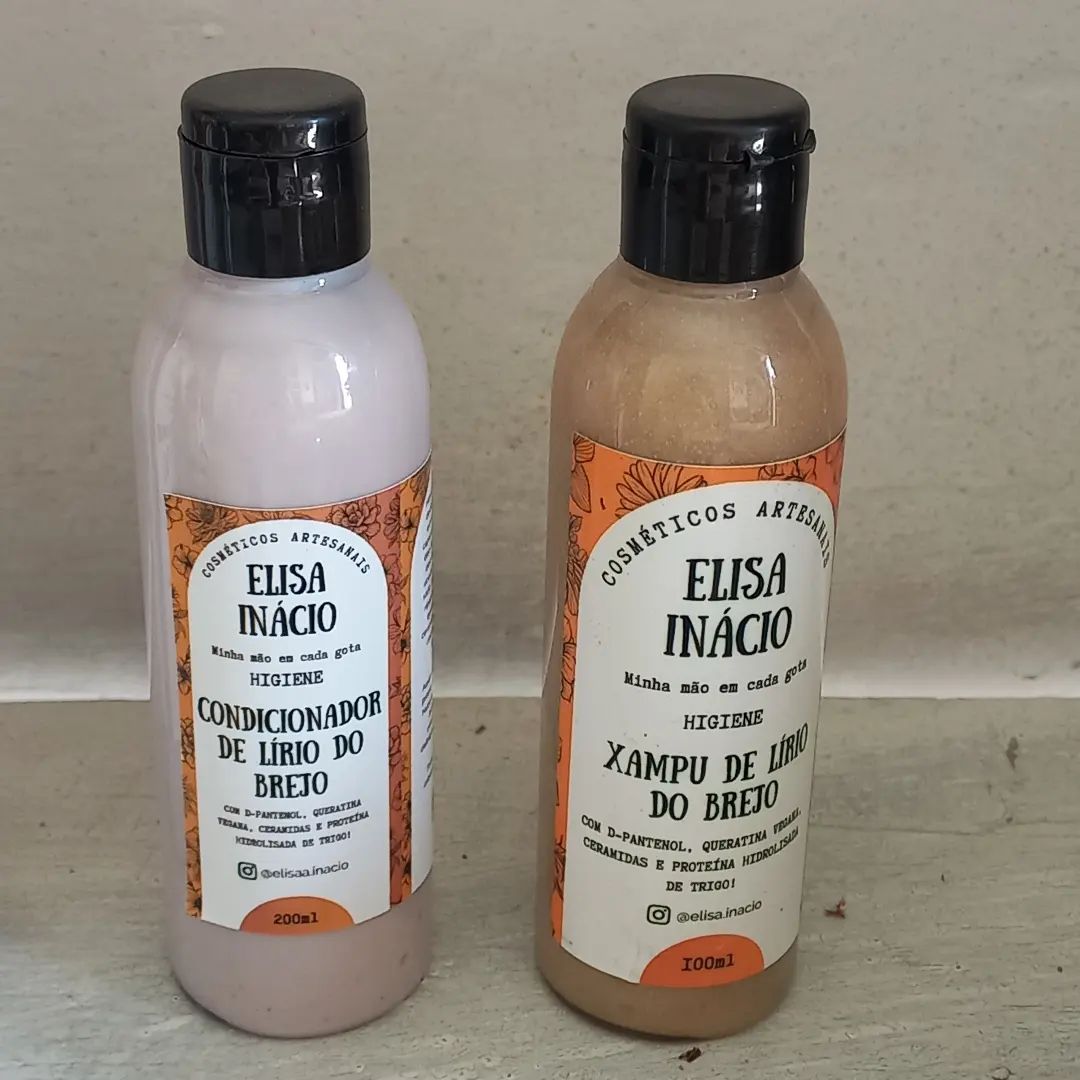 COSMÉTICOS ARTESANAIS
ELISA
INÁCIO
Minha mão em cada gota
HIGIENE
CONDICIONADOR
DE LÍRIO DO
BREJO
COM D-PANTENOL, QUERATINA
VEGANA, CERAMIDAS E PROTEÍNA
HIDROLISADA DE TRIGO!
@elisaa.inacio
200ml
COSMÉTICOS ARTESANAIS
ELISA
INÁCIO
Minha mão em cada gota
HIGIENE
XAMPU DE LÍRIO
DO BREJO
COM D-PANTENOL, QUERATINA VEGANA,
CERAMIDAS E PROTEÍNA HIDROLISADA
DE TRIGO!
@elisa.inacio
100ml